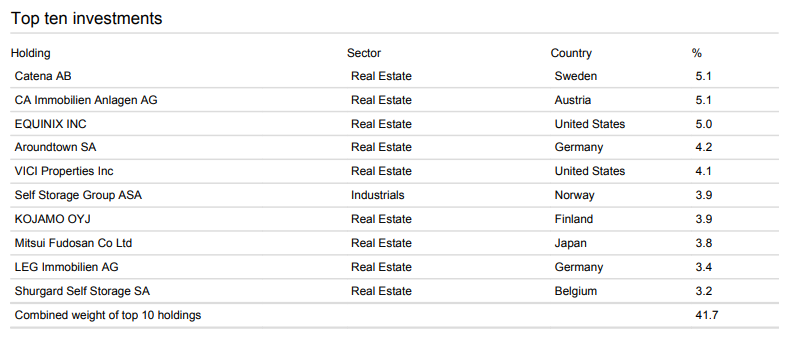 Top ten investments
Holding Sector Country %
Catena AB Real Estate Sweden 5.1
CA Immobilien Anlagen AG Real Estate Austria 5.1
EQUINIX INC Real Estate United States 5.0
Aroundtown SA Real Estate Germany 4.2
VICI Properties Inc Real Estate United States 4.1
Self Storage Group ASA Industrials Norway 3.9
KOJAMO OYJ Real Estate Finland 3.9
Mitsui Fudosan Co Ltd Real Estate Japan 3.8
LEG Immobilien AG Real Estate Germany 3.4
Shurgard Self Storage SA Real Estate Belgium 3.2
Combined weight of top 10 holdings 41.7